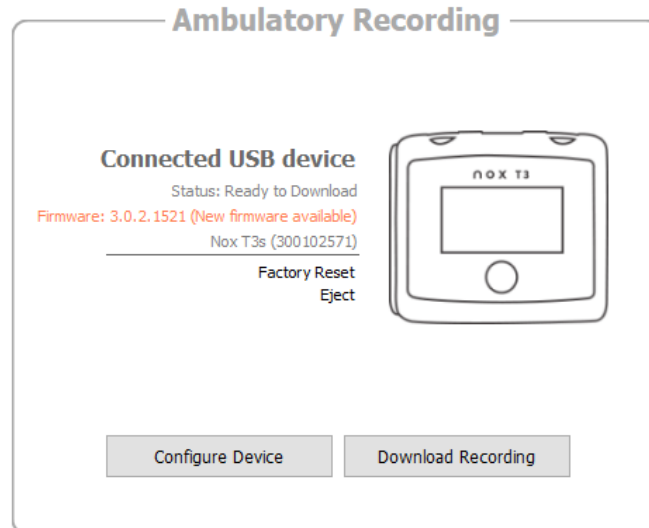 Ambulatory Recording
Connected USB device
Status: Ready to Download
Firmware: 3.0.2.1521 (New firmware available)
Nox T3s (300102571)
Factory Reset
Eject
nox T3
Configure Device
Download Recording